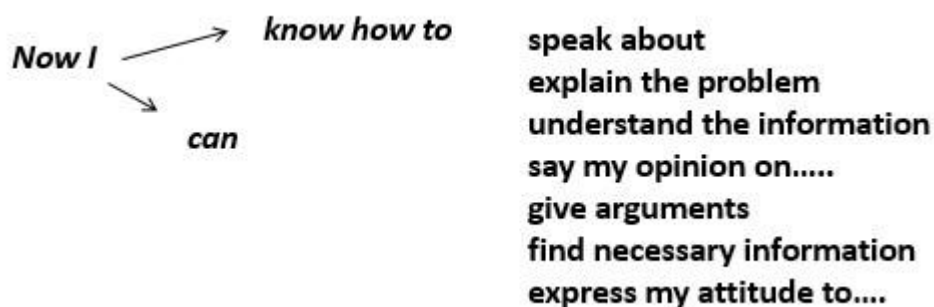 Now I
know how to
can
speak about
explain the problem
understand the information
say my opinion on.....
give arguments
find necessary information
express my attitude to....